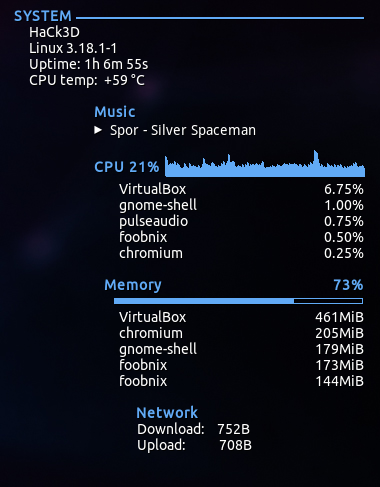 SYSTEM
HaCk3D
Linux 3.18.1-1
Uptime: 1h 6m 55s
CPU temp: +59 °C
Music
► Spor - SIlver Spaceman
CPU 21%
VirtualBox 6.75%
gnome-shell 1.00%
pulseaudio 0.75%
foobnix 0.50%
chromium 0.25%
Memory 73%
VirtualBox 461MiB
chromium 205MiB
gnome-shell 179MiB
foobnix 173MiB
foobnix 144MiB
Network
Download: 752B
Upload: 708B